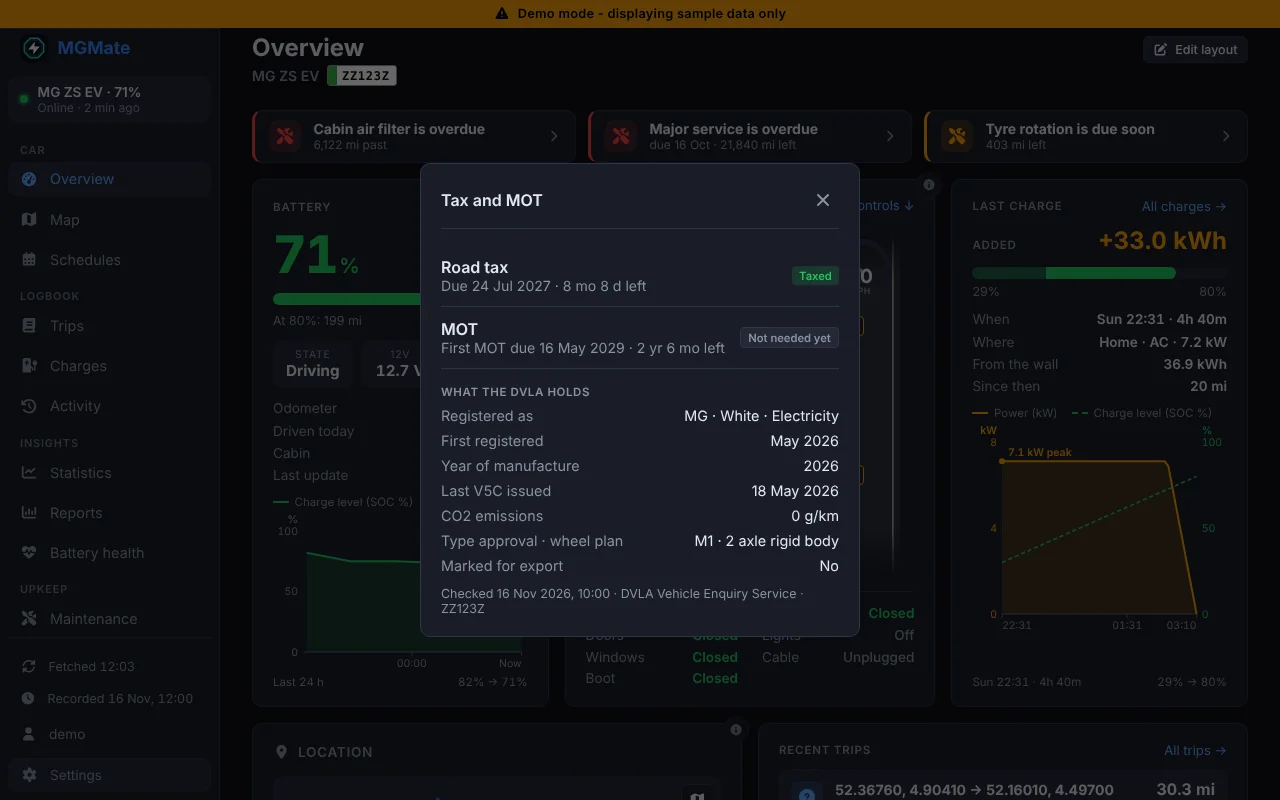 Demo mode - displaying sample data only
MGMate
MG ZS EV · 71%
Online · 2 min ago
CAR
Overview
Map
Schedules
LOGBOOK
Trips
Charges
Activity
INSIGHTS
Statistics
Reports
Battery health
UPKEEP
Maintenance
Fetched 12:03
Recorded 16 Nov, 12:00
demo
Settings
Overview
MG ZS EV ZZ123Z
Edit layout
Cabin air filter is overdue
6,122 mi past
Major service is overdue
due 16 Oct · 21,840 mi left
Tyre rotation is due soon
403 mi left
BATTERY
71%
At 80%: 199 mi
STATE
Driving
12V
12.7 V
Odometer
Driven today
Cabin
Last update
Charge level (SOC %)
%
100
50
0
00:00 Now
Last 24 h 82% → 71%
Tax and MOT
Road tax
Due 24 Jul 2027 · 8 mo 8 d left
Taxed
MOT
First MOT due 16 May 2029 · 2 yr 6 mo left
Not needed yet
WHAT THE DVLA HOLDS
Registered as MG · White · Electricity
First registered May 2026
Year of manufacture 2026
Last V5C issued 18 May 2026
CO2 emissions 0 g/km
Type approval · wheel plan M1 · 2 axle rigid body
Marked for export No
Checked 16 Nov 2026, 10:00 · DVLA Vehicle Enquiry Service ·
ZZ123Z
Closed
Doors Closed Lights Off
Windows Closed Cable Unplugged
Boot Closed
LAST CHARGE All charges →
ADDED +33.0 kWh
29% 80%
When Sun 22:31 · 4h 40m
Where Home · AC · 7.2 kW
From the wall 36.9 kWh
Since then 20 mi
Power (kW) Charge level (SOC %)
kW %
8 100
7.1 kW peak
4 50
0 0
22:31 01:31 03:10
Sun 22:31 · 4h 40m 29% → 80%
LOCATION
RECENT TRIPS All trips →
52.36760, 4.90410 → 52.16010, 4.49700 30.3 mi